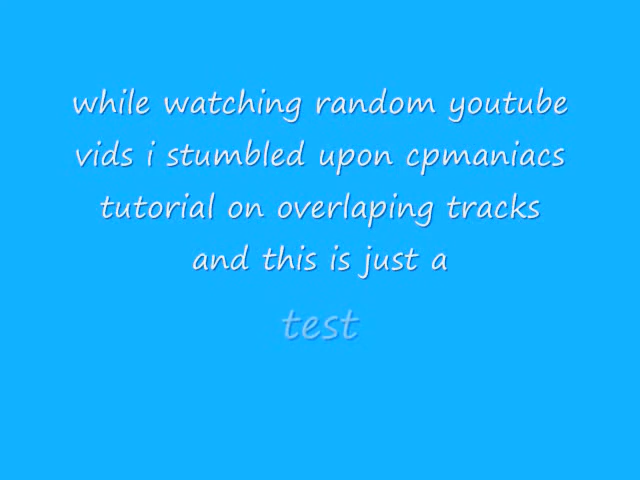 while watching random youtube
vids i stumbled upon cpmaniacs
tutorial on overlaping tracks
and this is just a
test